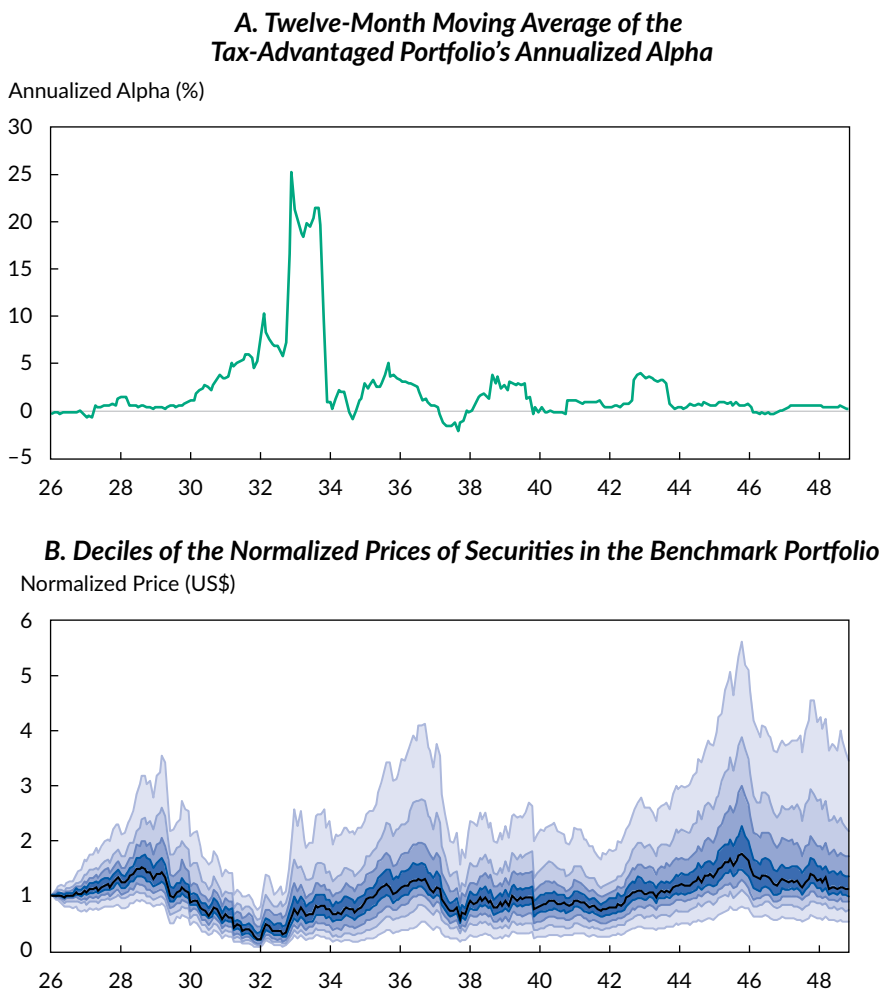 A. Twelve-Month Moving Average of the
Tax-Advantaged Portfolio’s Annualized Alpha
Annualized Alpha (%)
30
25
20
15
10
5
0
–5
26 28 30 32 34 36 38 40 42 44 46 48
B. Deciles of the Normalized Prices of Securities in the Benchmark Portfolio
Normalized Price (US$)
6
5
4
3
2
1
0
26 28 30 32 34 36 38 40 42 44 46 48